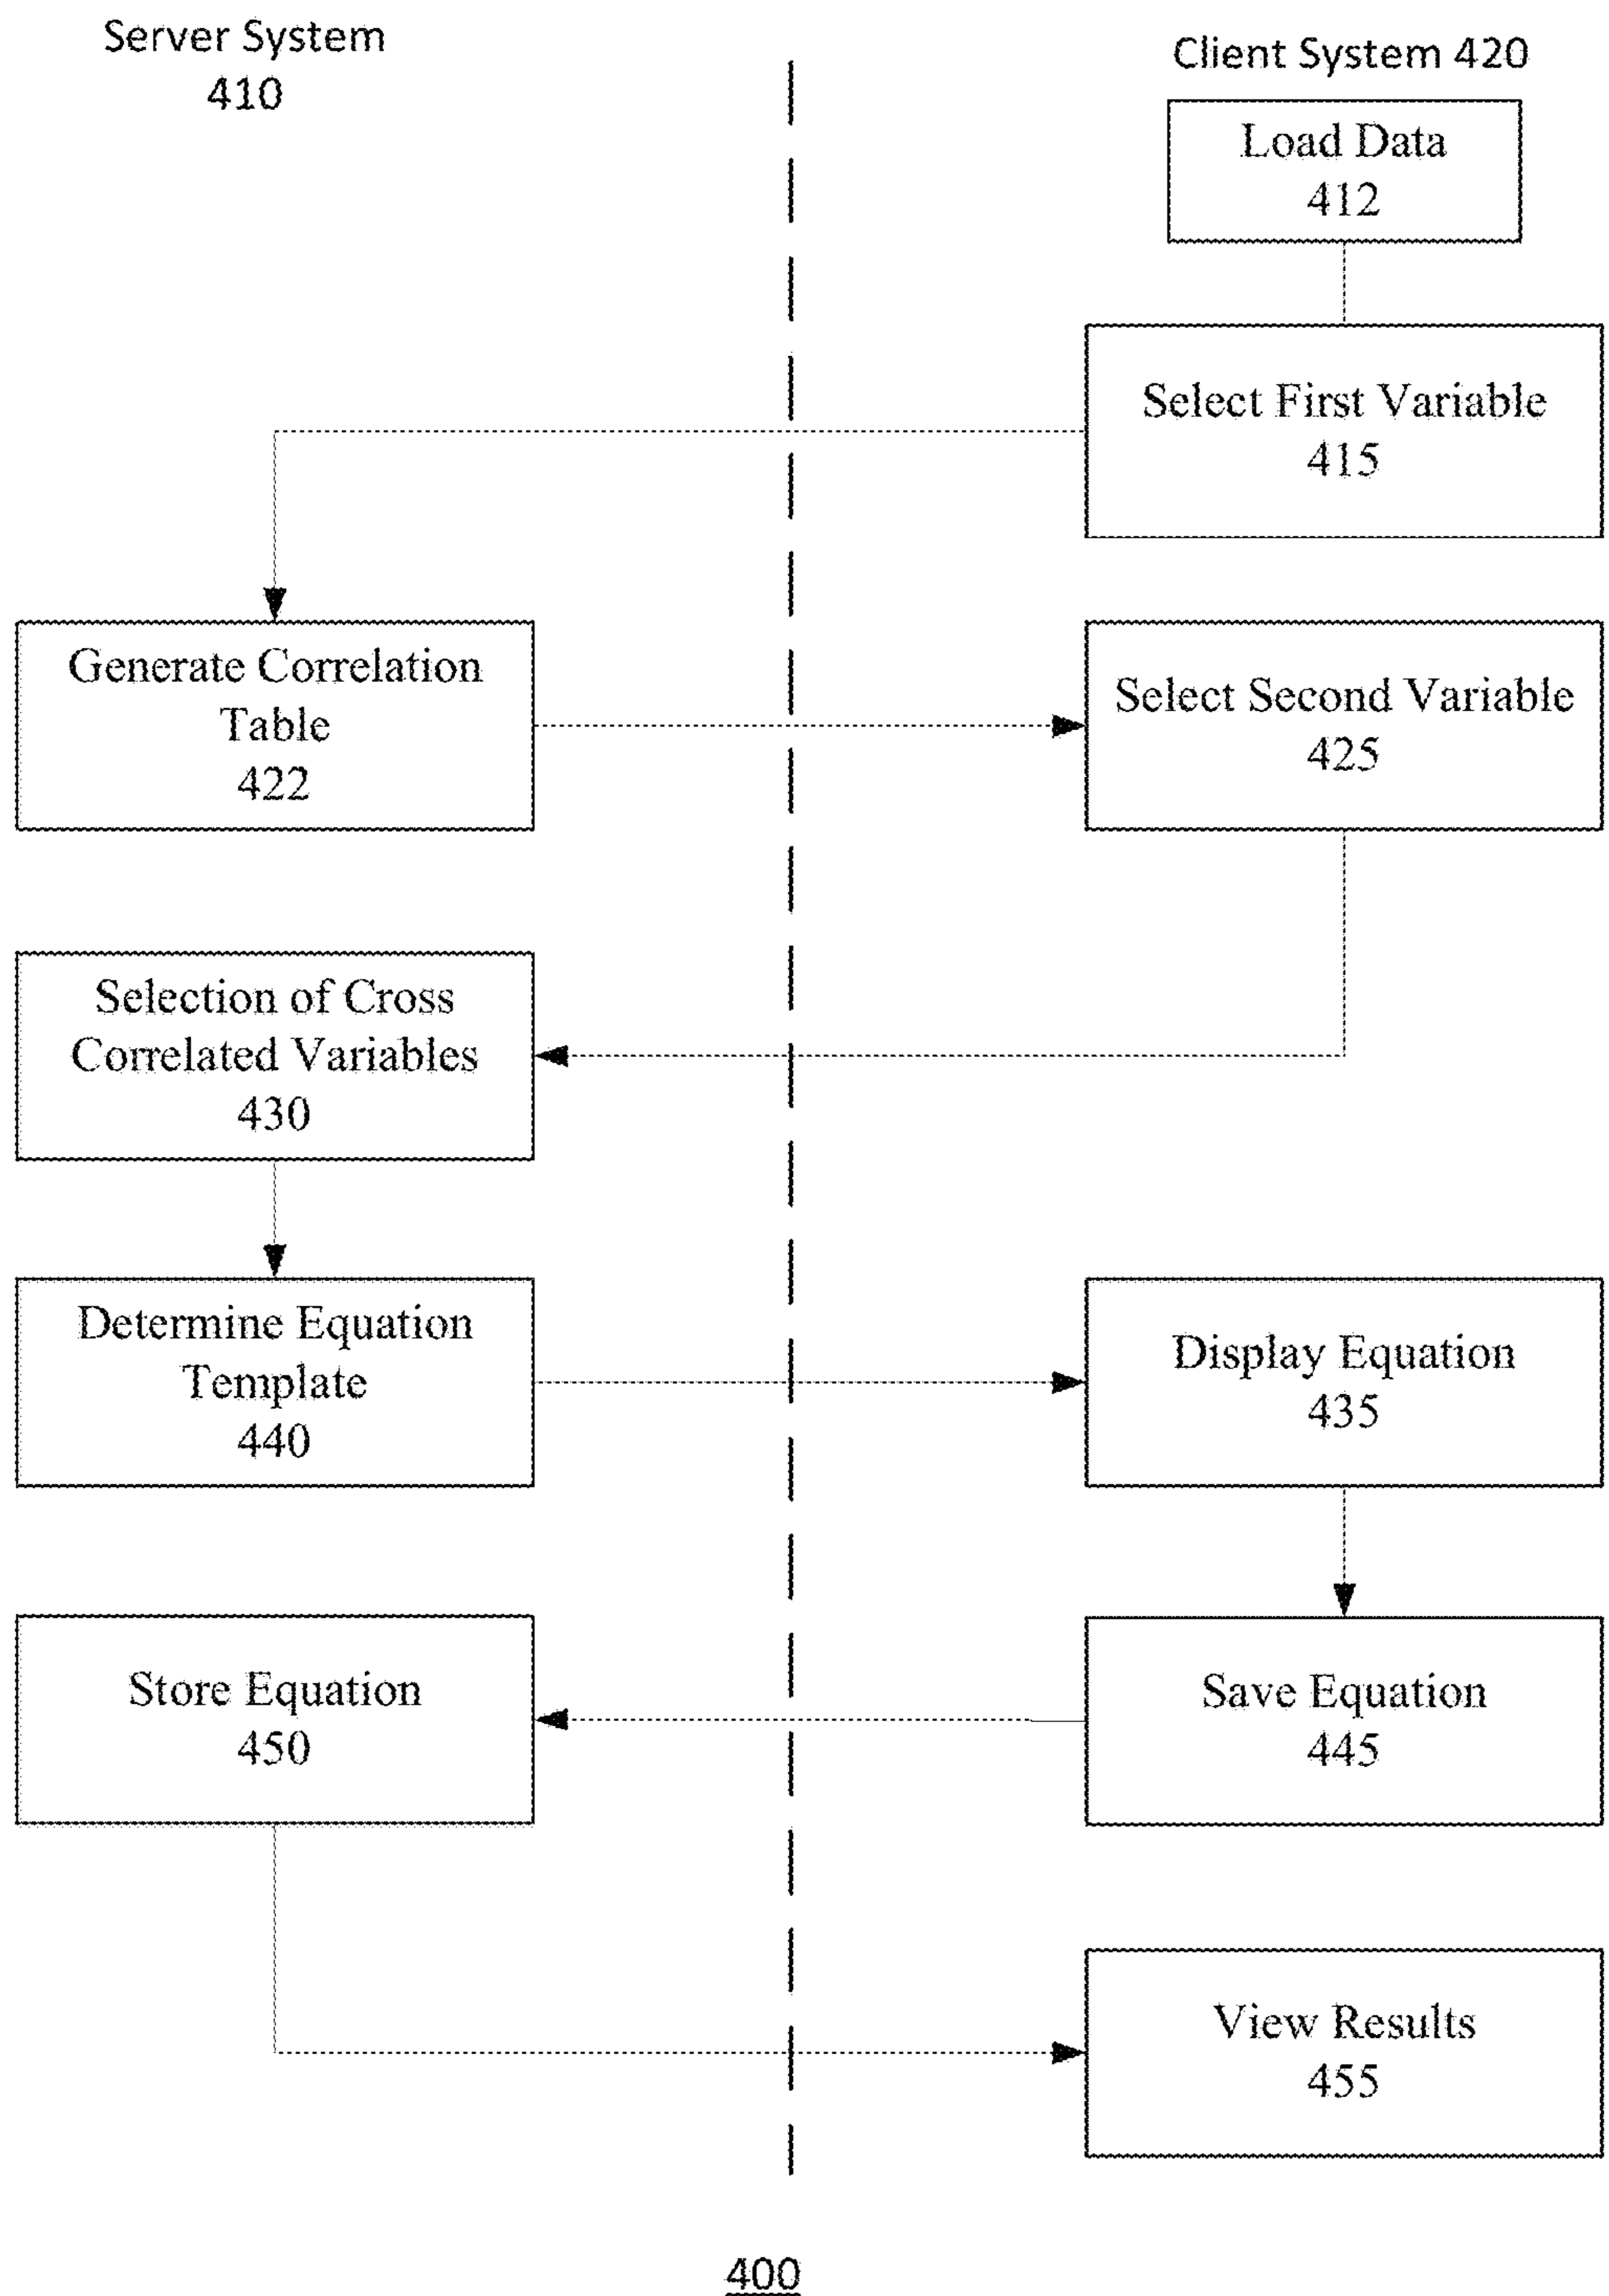 Server System
410
Client System 420
Load Data
412
Select First Variable
415
Generate Correlation
Table
422
Select Second Variable
425
Selection of Cross
Correlated Variables
430
Determine Equation
Template
440
Display Equation
435
Store Equation
450
Save Equation
445
View Results
455
400